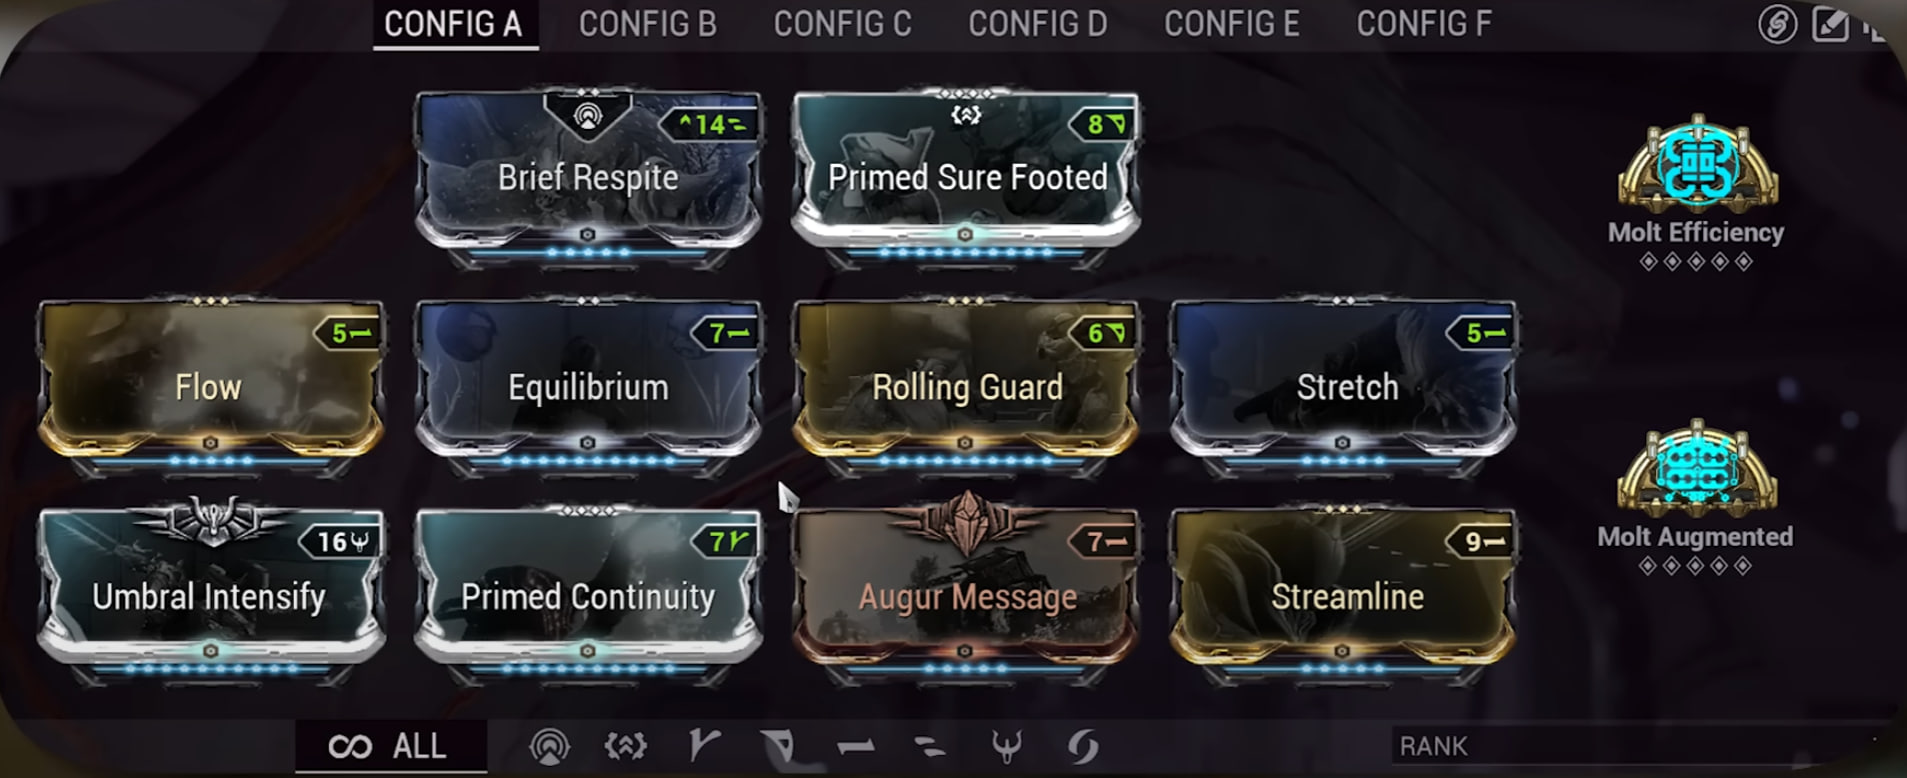 CONFIG A CONFIG B CONFIG C CONFIG D CONFIG E CONFIG F
14 8
Brief Respite Primed Sure Footed
Molt Efficiency
5 7 6 5
Flow Equilibrium Rolling Guard Stretch
16 7 7 9
Umbral Intensify Primed Continuity Augur Message Streamline
Molt Augmented
ALL RANK